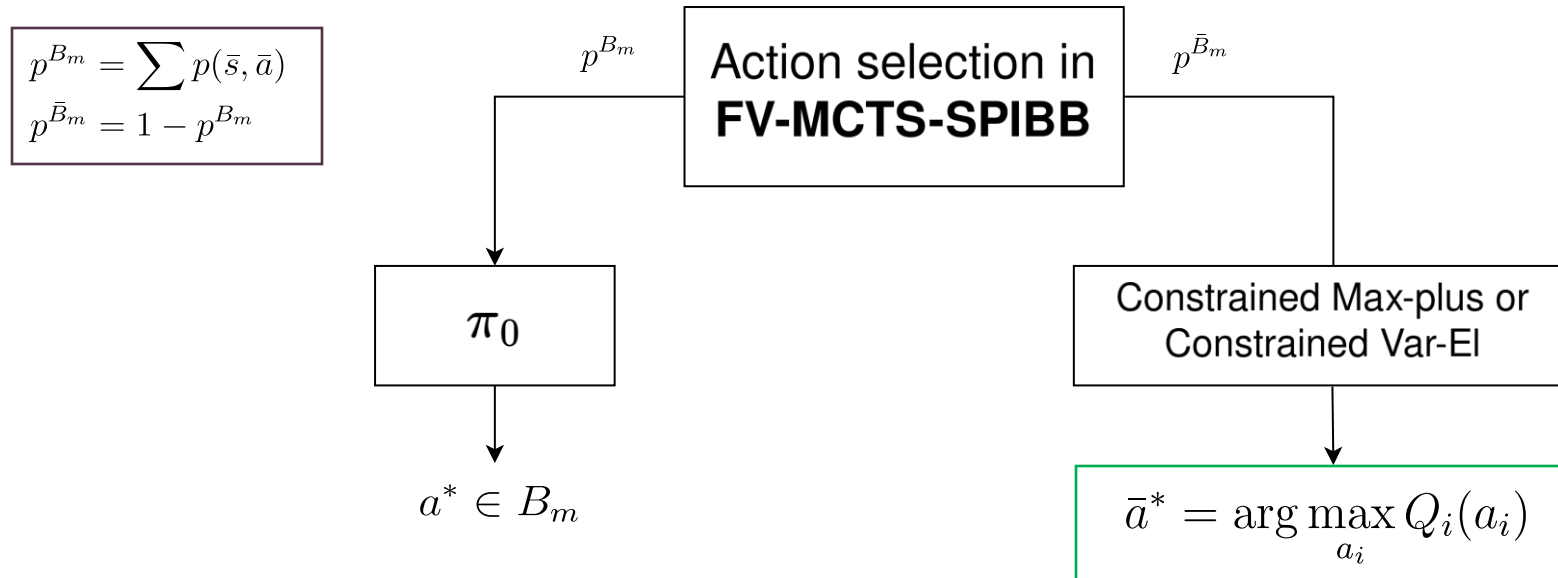 p^{B_m} = ∑ p(s̄, ā)
p^{B̄_m} = 1 − p^{B_m}
p^{B_m}
Action selection in
FV-MCTS-SPIBB
p^{B̄_m}
π₀
Constrained Max-plus or
Constrained Var-El
a* ∈ B_m
ā* = arg max_{a_i} Q_i(a_i)